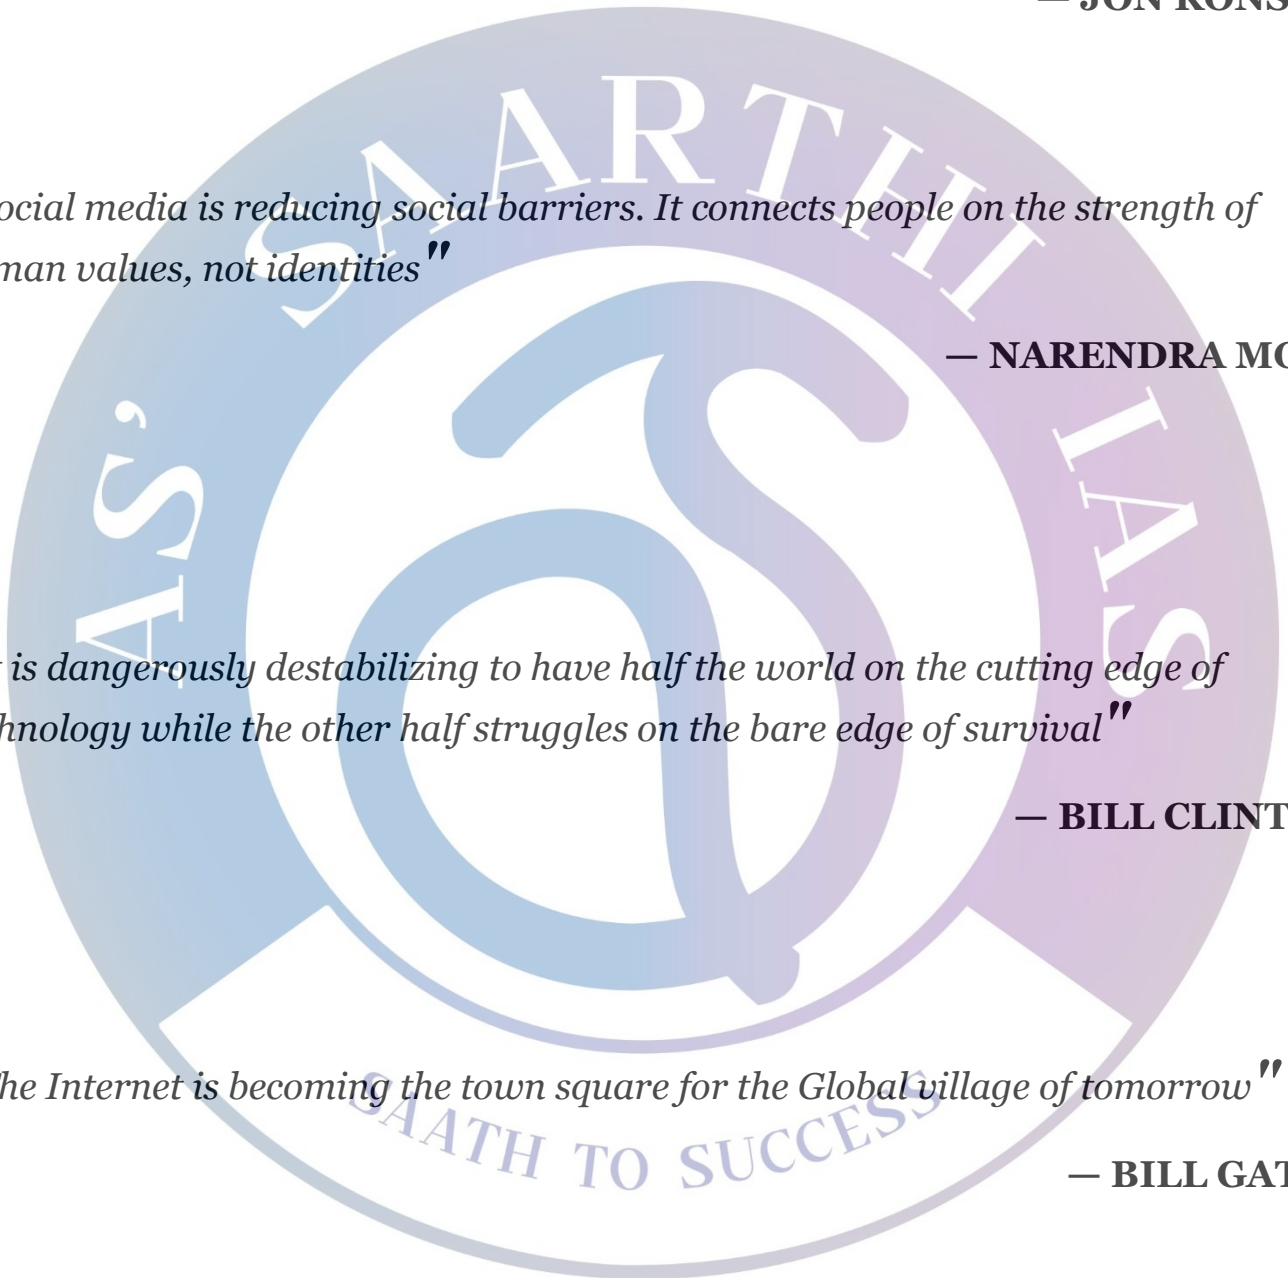 — JON RONS
ocial media is reducing social barriers. It connects people on the strength of
man values, not identities"
— NARENDRA MO
is dangerously destabilizing to have half the world on the cutting edge of
hnology while the other half struggles on the bare edge of survival"
— BILL CLINT
he Internet is becoming the town square for the Global village of tomorrow"
— BILL GAT
AS' SAARTHI IAS
SAATH TO SUCCESS